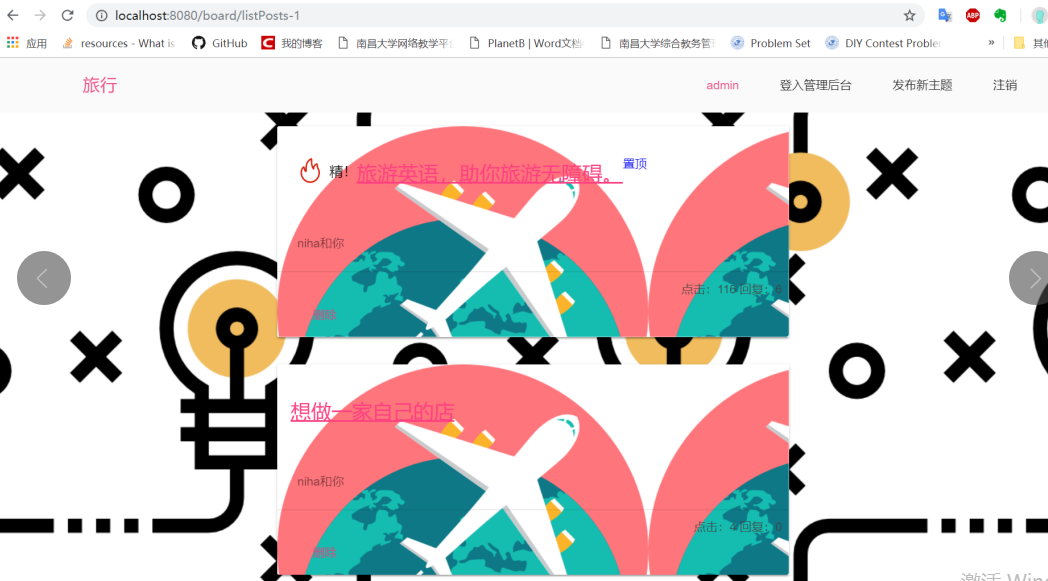 localhost:8080/board/listPosts-1
应用 resources - What is GitHub 我的博客 南昌大学网络教学平台 PlanetB | Word文档 南昌大学综合教务管 Problem Set DIY Contest Problem » 其他
旅行 admin 登入管理后台 发布新主题 注销
精! 旅游英语，助你旅游无障碍。 置顶
niha和你
点击：116 回复：6
删除
想做一家自己的店
niha和你
点击：4 回复：0
删除
激活 Win